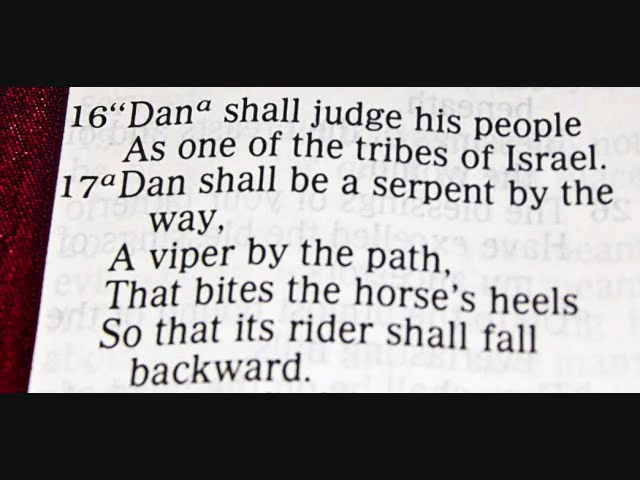 16“Danᵃ shall judge his people
As one of the tribes of Israel.
17ᵃDan shall be a serpent by the
way,
A viper by the path,
That bites the horse’s heels
So that its rider shall fall
backward.